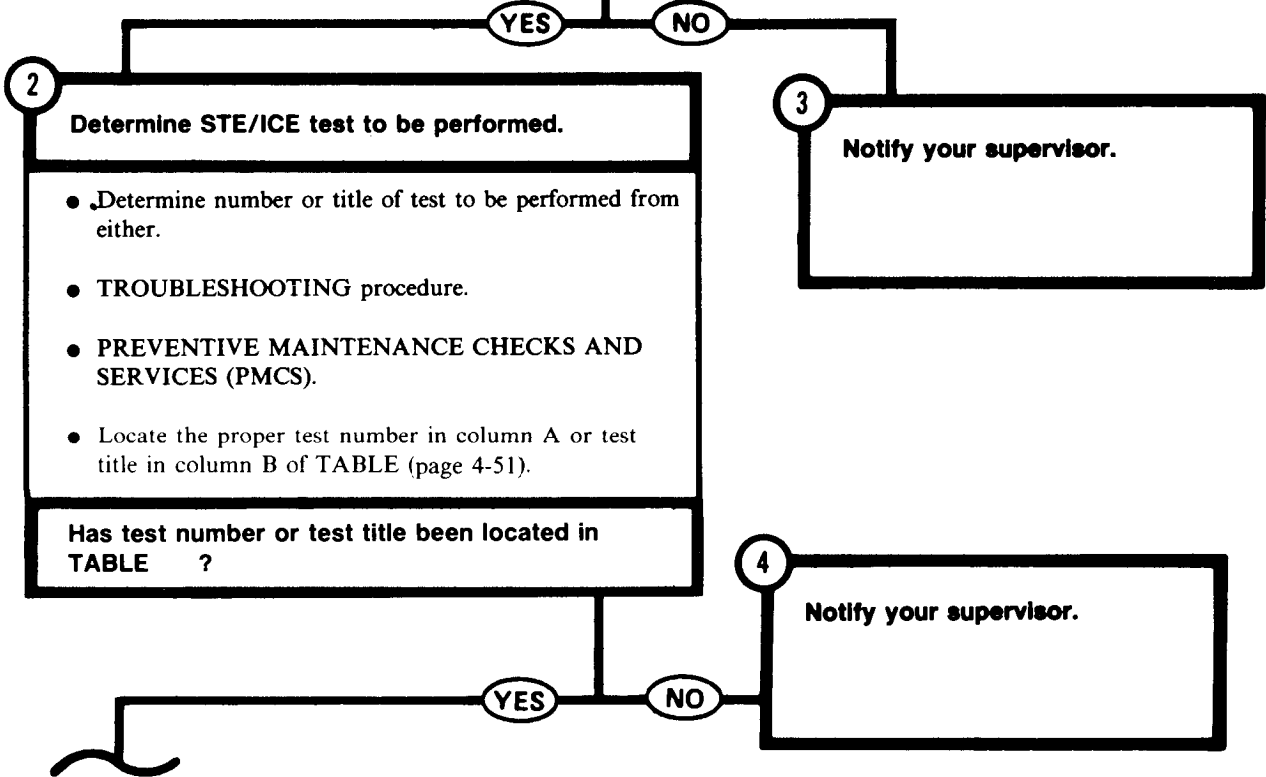 YES NO
2
Determine STE/ICE test to be performed.
3
Notify your supervisor.
● Determine number or title of test to be performed from
either.
● TROUBLESHOOTING procedure.
● PREVENTIVE MAINTENANCE CHECKS AND
SERVICES (PMCS).
● Locate the proper test number in column A or test
title in column B of TABLE (page 4-51).
Has test number or test title been located in
TABLE ?
4
Notify your supervisor.
YES NO